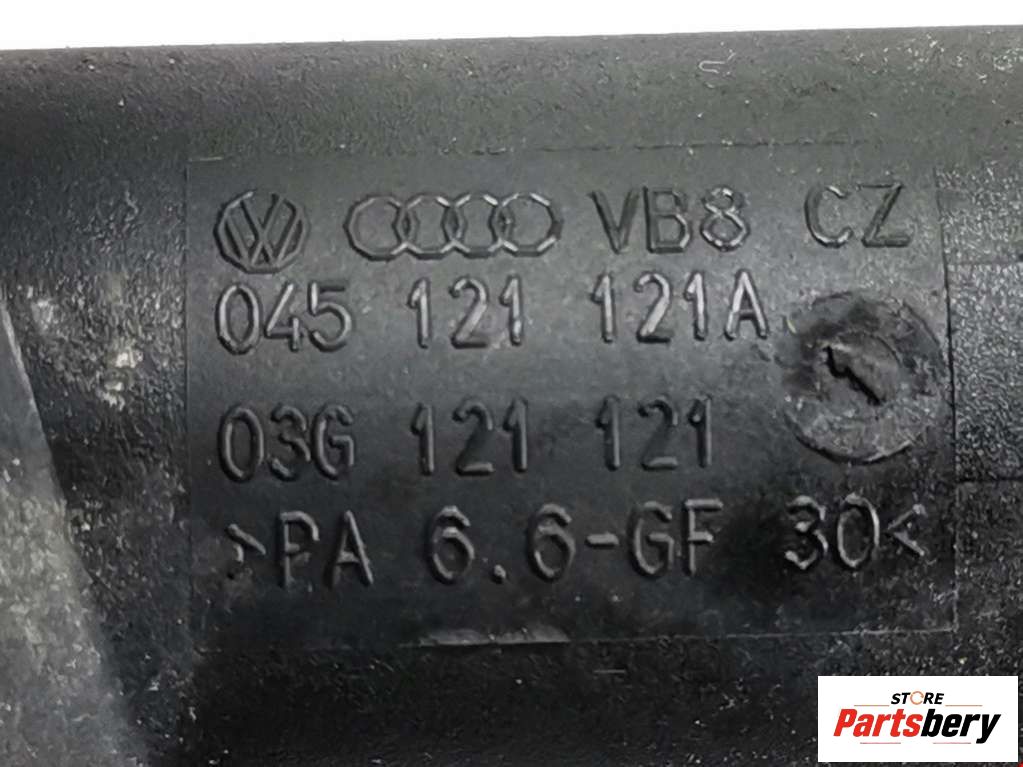 VB8 CZ
045 121 121A
03G 121 121
>PA 6.6-GF 30<
STORE
Partsbery